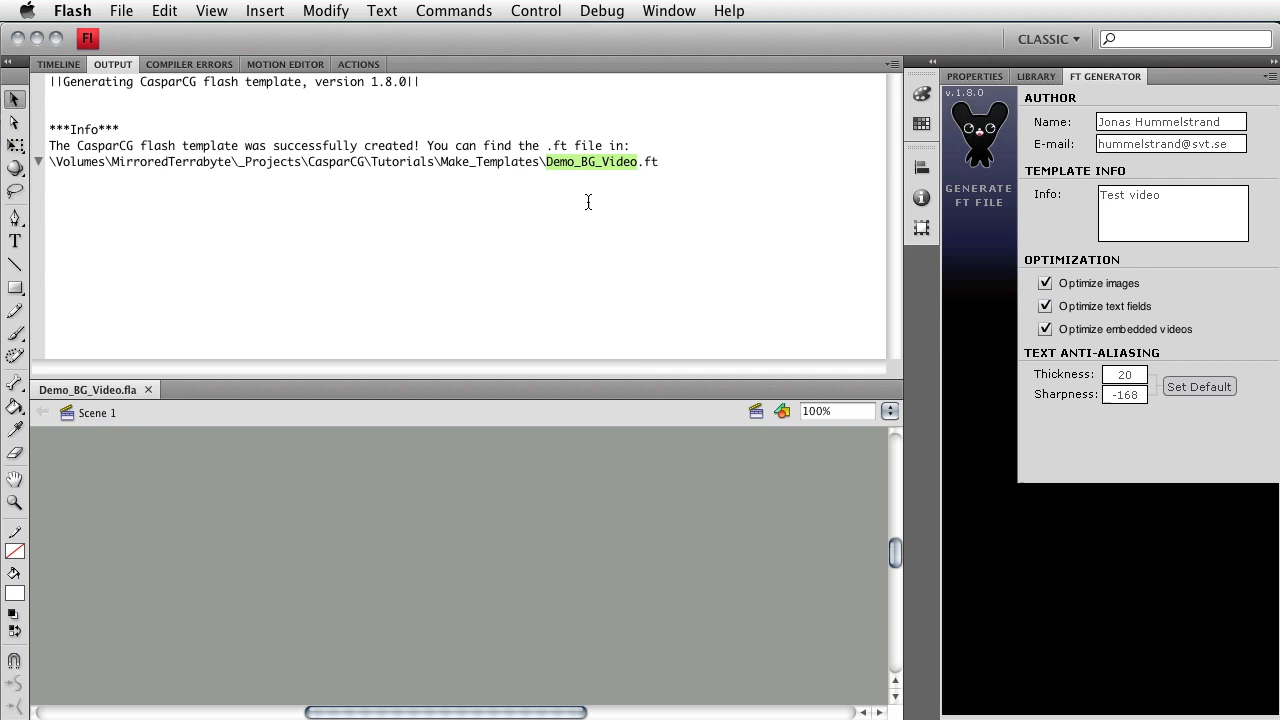 Flash File Edit View Insert Modify Text Commands Control Debug Window Help
Fl CLASSIC
TIMELINE OUTPUT COMPILER ERRORS MOTION EDITOR ACTIONS
PROPERTIES LIBRARY FT GENERATOR
||Generating CasparCG flash template, version 1.8.0||
***Info***
The CasparCG flash template was successfully created! You can find the .ft file in:
\Volumes\MirroredTerrabyte\_Projects\CasparCG\Tutorials\Make_Templates\Demo_BG_Video.ft
v.1.8.0
GENERATE
FT FILE
AUTHOR
Name: Jonas Hummelstrand
E-mail: hummelstrand@svt.se
TEMPLATE INFO
Info: Test video
OPTIMIZATION
Optimize images
Optimize text fields
Optimize embedded videos
TEXT ANTI-ALIASING
Thickness: 20
Sharpness: -168
Set Default
Demo_BG_Video.fla
Scene 1 100%